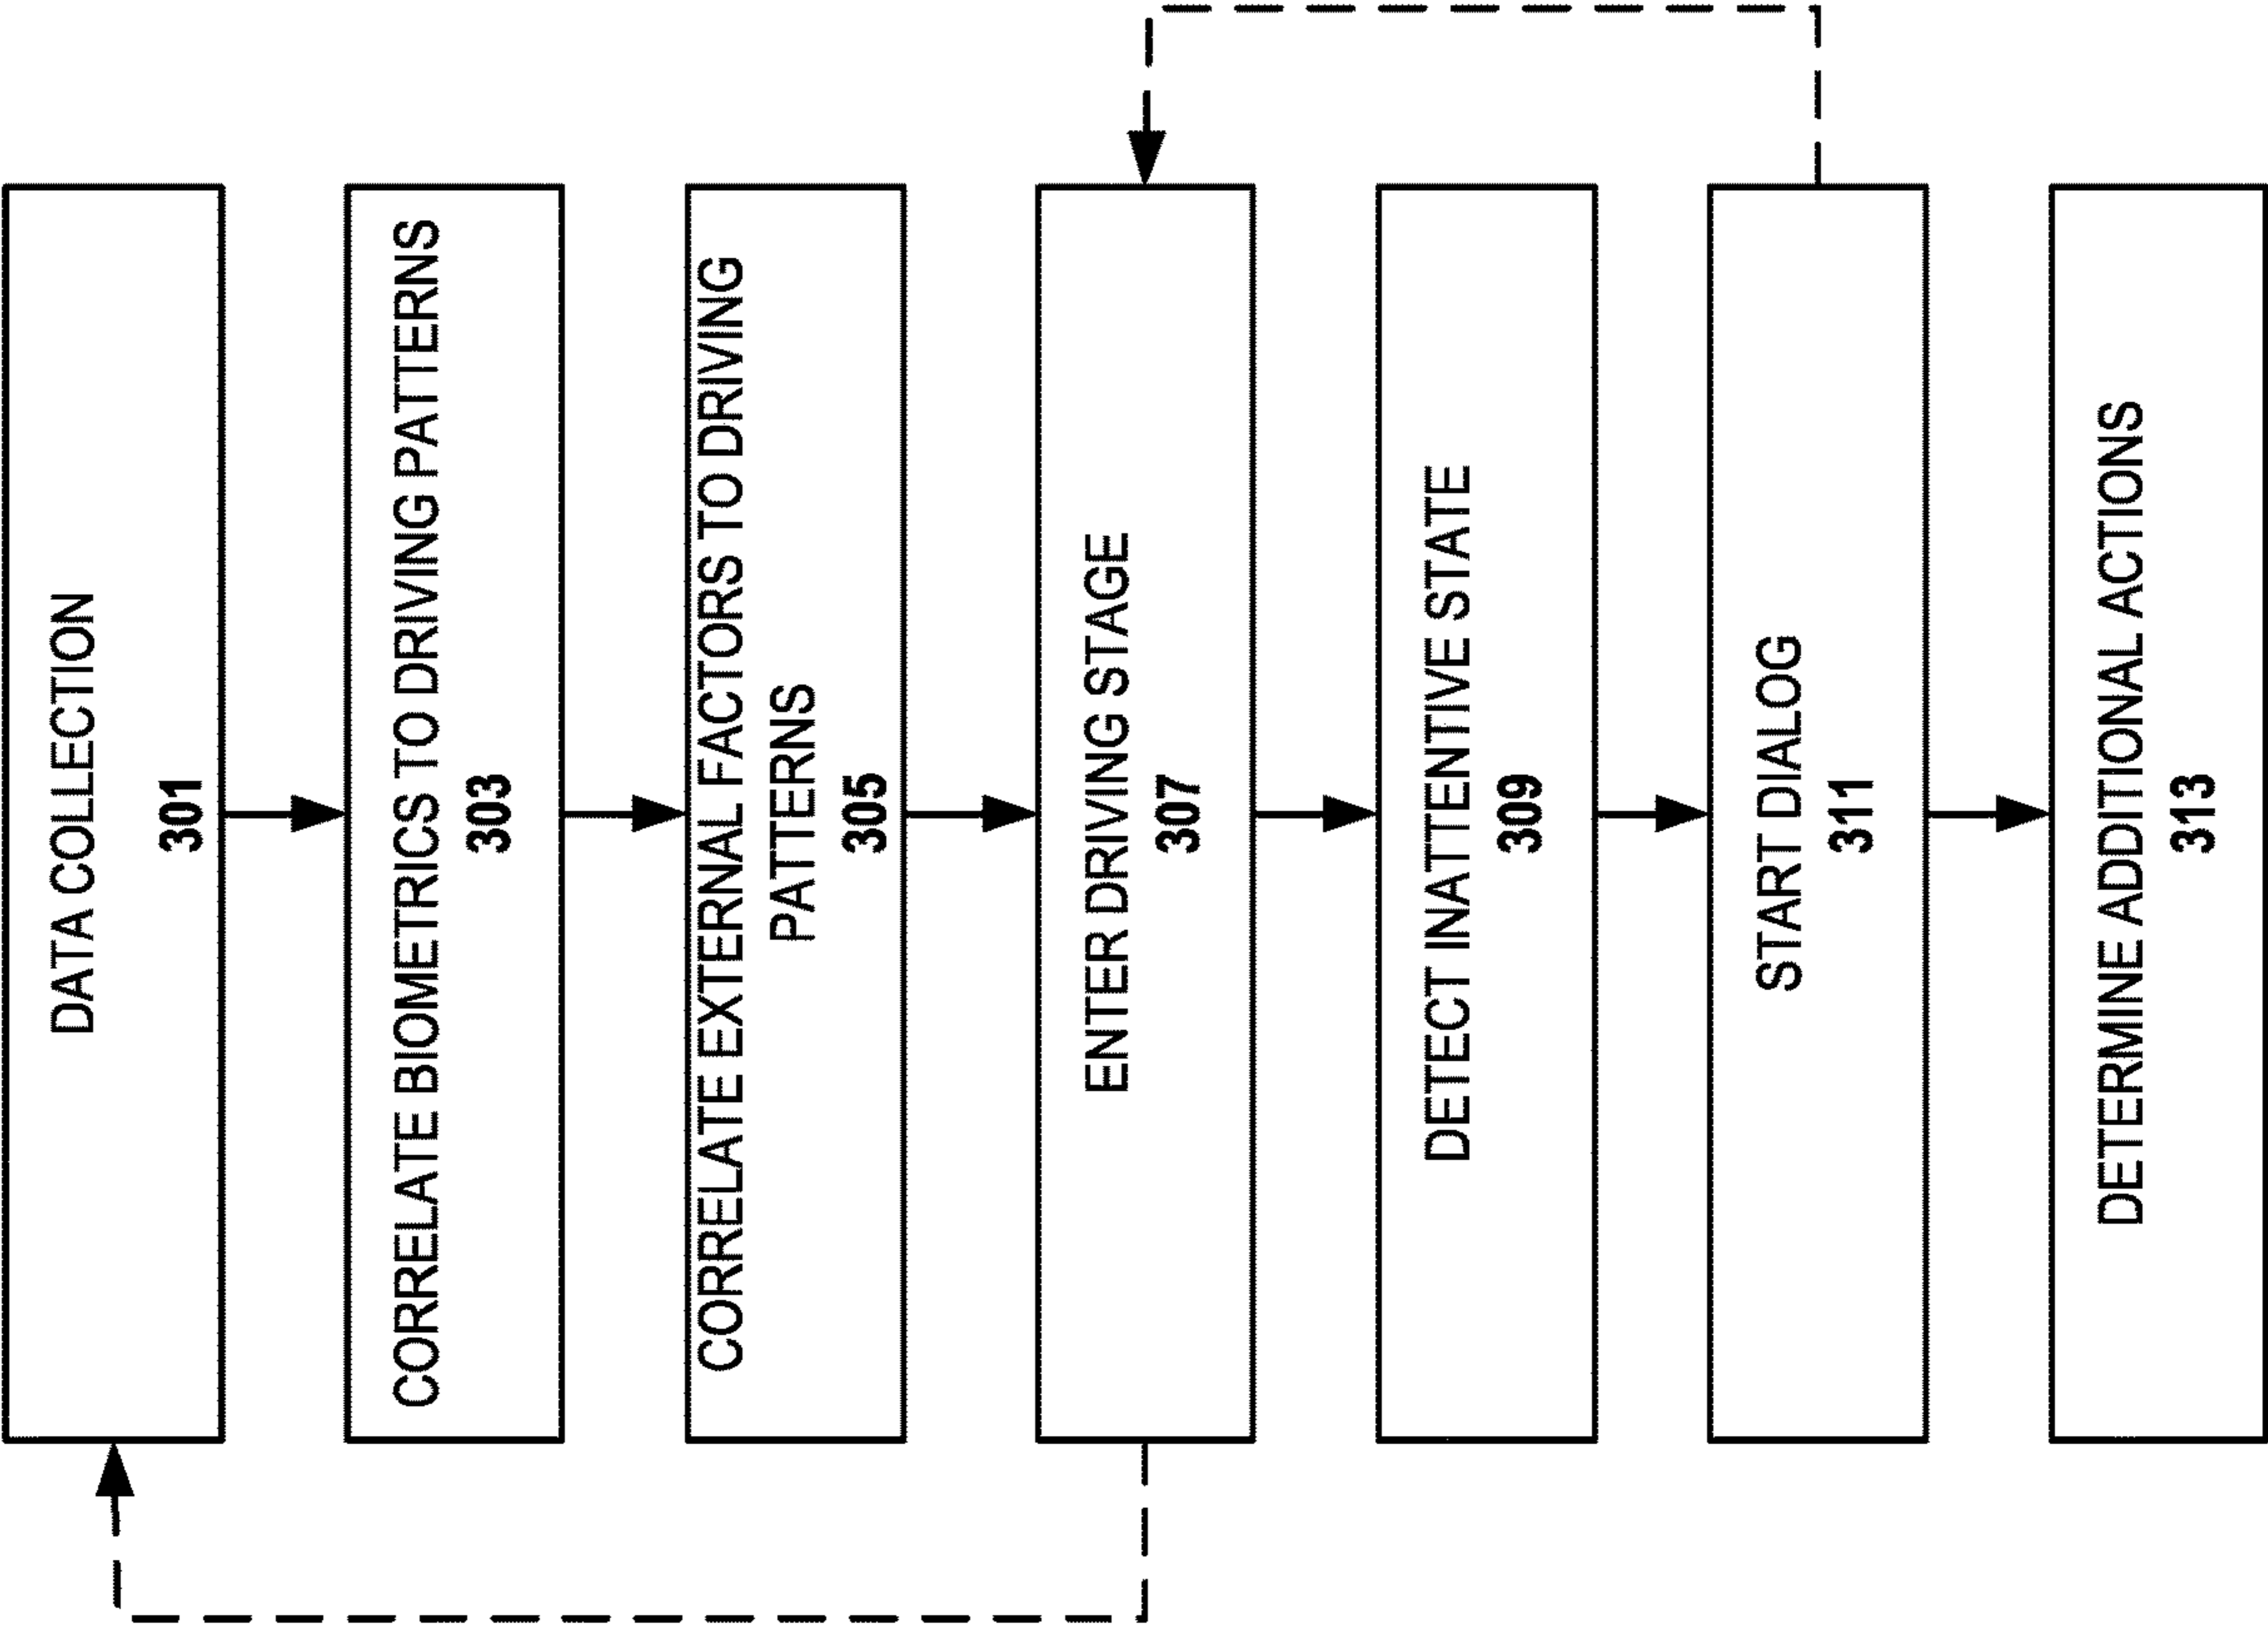 DATA COLLECTION
301
CORRELATE BIOMETRICS TO DRIVING PATTERNS
303
CORRELATE EXTERNAL FACTORS TO DRIVING
PATTERNS
305
ENTER DRIVING STAGE
307
DETECT INATTENTIVE STATE
309
START DIALOG
311
DETERMINE ADDITIONAL ACTIONS
313